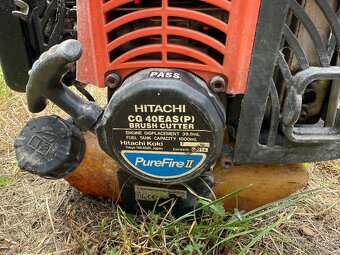 PASS
HITACHI
CG 40EAS(P)
BRUSH CUTTER
ENGINE DISPLACEMENT 39.8mL
FUEL TANK CAPACITY 1000mL
Hitachi Koki
PureFire II